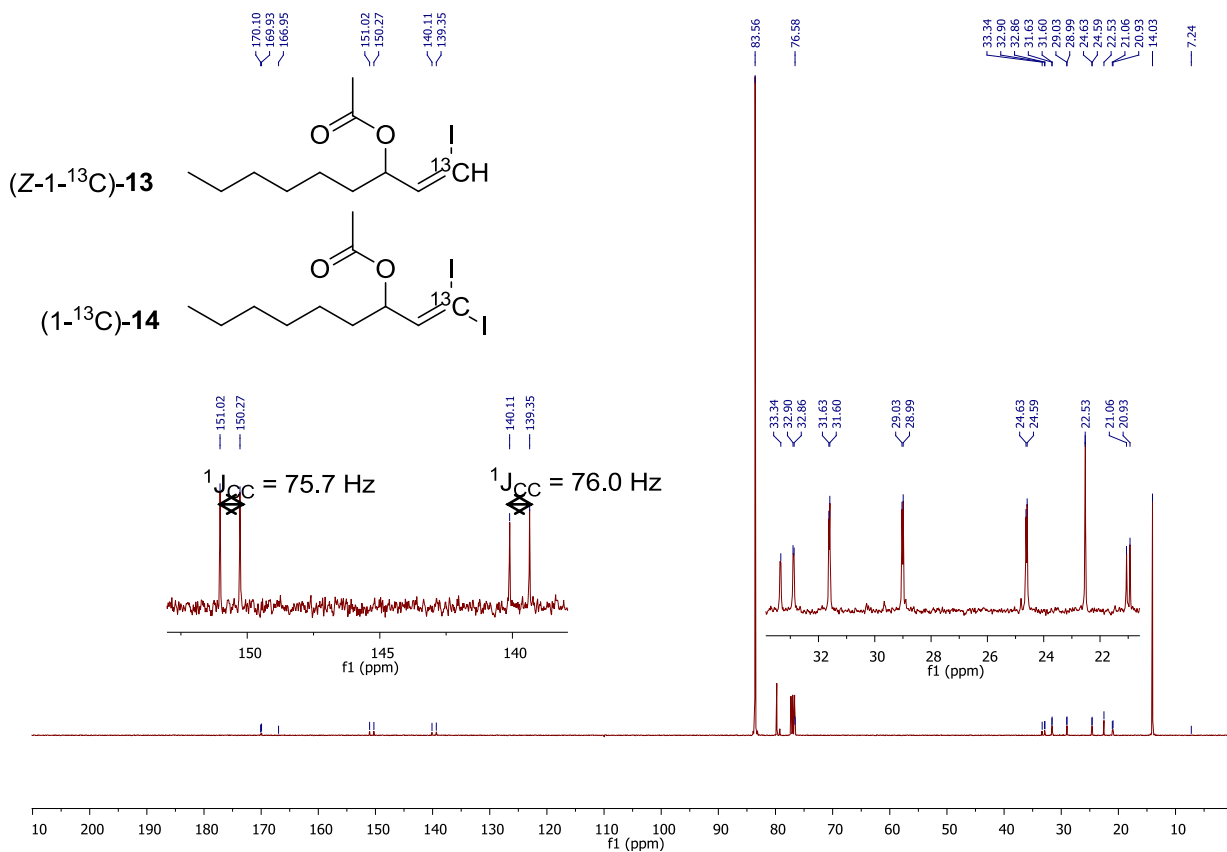 170.10
169.93
166.95
151.02
150.27
140.11
139.35
83.56
76.58
33.34
32.90
32.86
31.63
31.60
29.03
28.99
24.63
24.59
22.53
21.06
20.93
14.03
7.24
O
O
I
13CH
(Z-1-13C)-13
O
O
I
13C
I
(1-13C)-14
151.02
150.27
140.11
139.35
1JCC = 75.7 Hz
1JCC = 76.0 Hz
150 145 140
f1 (ppm)
33.34
32.90
32.86
31.63
31.60
29.03
28.99
24.63
24.59
22.53
21.06
20.93
32 30 28 26 24 22
f1 (ppm)
10 200 190 180 170 160 150 140 130 120 110 100 90 80 70 60 50 40 30 20 10
f1 (ppm)